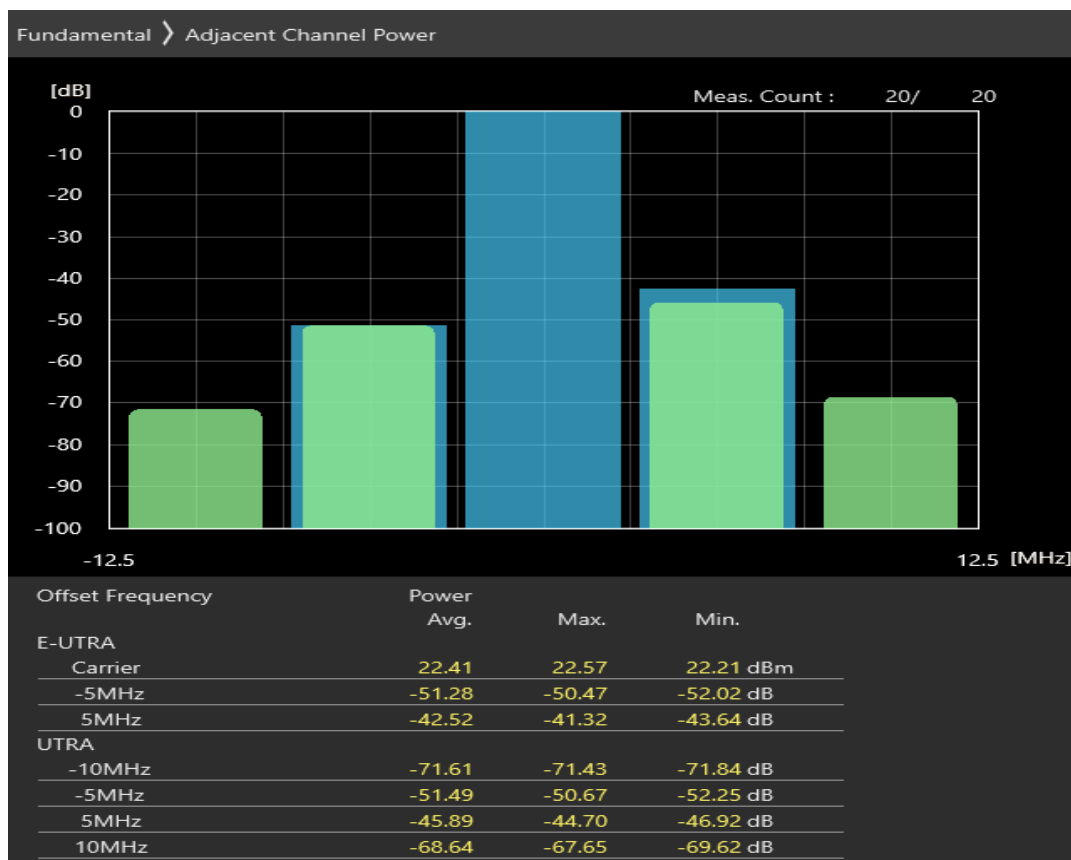 Fundamental 〉 Adjacent Channel Power
[dB]
Meas. Count : 20/ 20
0
-10
-20
-30
-40
-50
-60
-70
-80
-90
-100
-12.5 12.5 [MHz]
Offset Frequency Power
Avg. Max. Min.
E-UTRA
Carrier 22.41 22.57 22.21 dBm
-5MHz -51.28 -50.47 -52.02 dB
5MHz -42.52 -41.32 -43.64 dB
UTRA
-10MHz -71.61 -71.43 -71.84 dB
-5MHz -51.49 -50.67 -52.25 dB
5MHz -45.89 -44.70 -46.92 dB
10MHz -68.64 -67.65 -69.62 dB